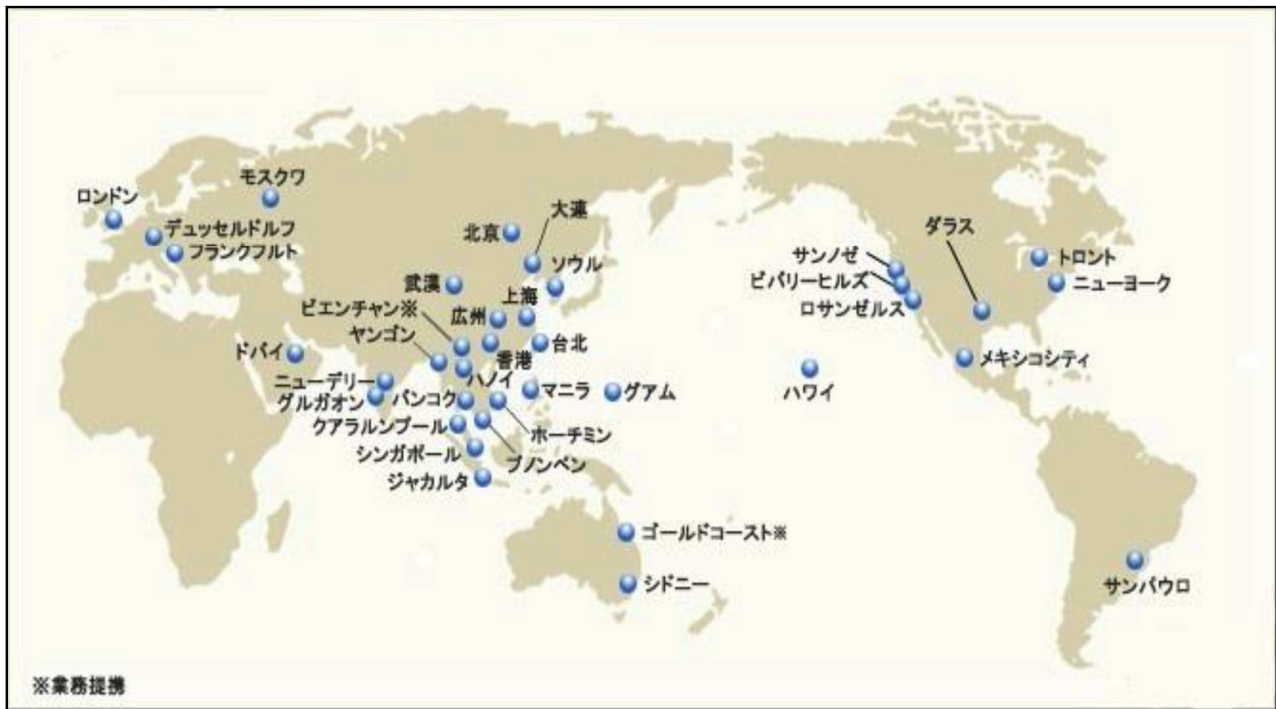 モスクワ
ロンドン
デュッセルドルフ
フランクフルト
大連
北京
ソウル
武漢
上海
ビエンチャン※
広州
ヤンゴン
台北
香港
ドバイ
ハノイ
ニューデリー
グルガオン
バンコク
マニラ
グアム
クアラルンプール
ホーチミン
シンガポール
プノンペン
ジャカルタ
ゴールドコースト※
シドニー
ダラス
サンノゼ
トロント
ビバリーヒルズ
ニューヨーク
ロサンゼルス
メキシコシティ
ハワイ
サンパウロ
※業務提携